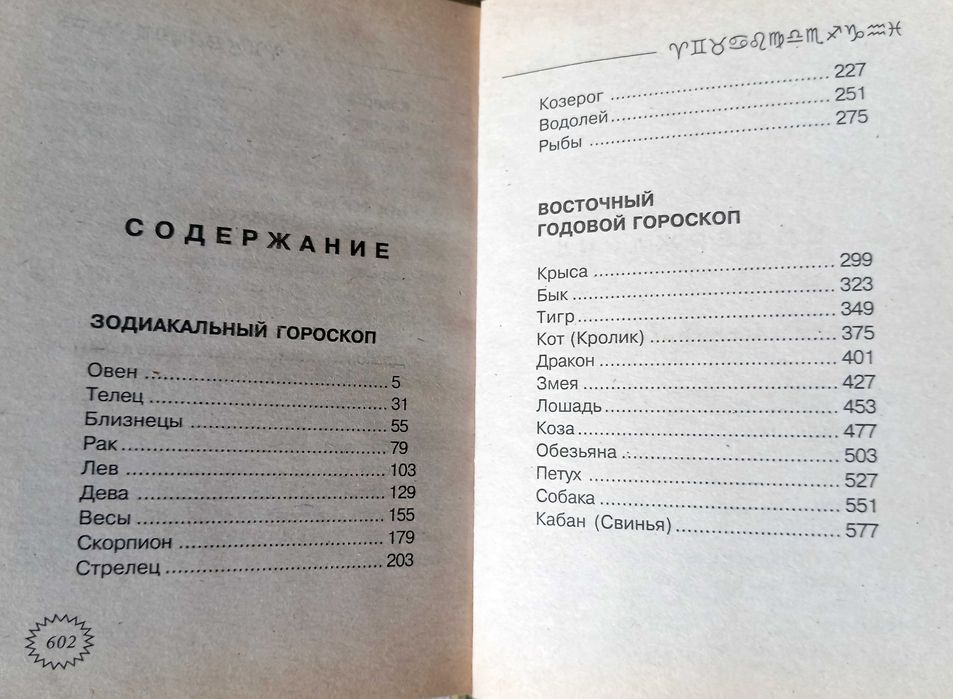 СОДЕРЖАНИЕ
ЗОДИАКАЛЬНЫЙ ГОРОСКОП
Овен ........................................ 5
Телец ........................................ 31
Близнецы ........................................ 55
Рак ........................................ 79
Лев ........................................ 103
Дева ........................................ 129
Весы ........................................ 155
Скорпион ........................................ 179
Стрелец ........................................ 203
602
♈♊♉♋♌♍♎♏♐♑♒♓
Козерог ........................................ 227
Водолей ........................................ 251
Рыбы ........................................ 275
ВОСТОЧНЫЙ
ГОДОВОЙ ГОРОСКОП
Крыса ........................................ 299
Бык ........................................ 323
Тигр ........................................ 349
Кот (Кролик) ........................................ 375
Дракон ........................................ 401
Змея ........................................ 427
Лошадь ........................................ 453
Коза ........................................ 477
Обезьяна ........................................ 503
Петух ........................................ 527
Собака ........................................ 551
Кабан (Свинья) ........................................ 577